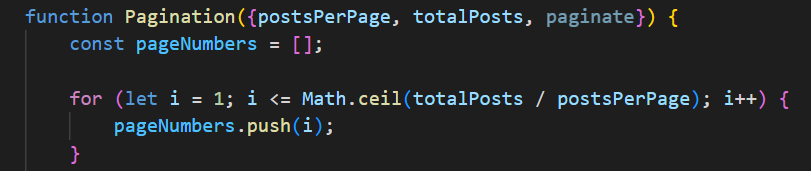 function Pagination({postsPerPage, totalPosts, paginate}) {
    const pageNumbers = [];

    for (let i = 1; i <= Math.ceil(totalPosts / postsPerPage); i++) {
        pageNumbers.push(i);
    }